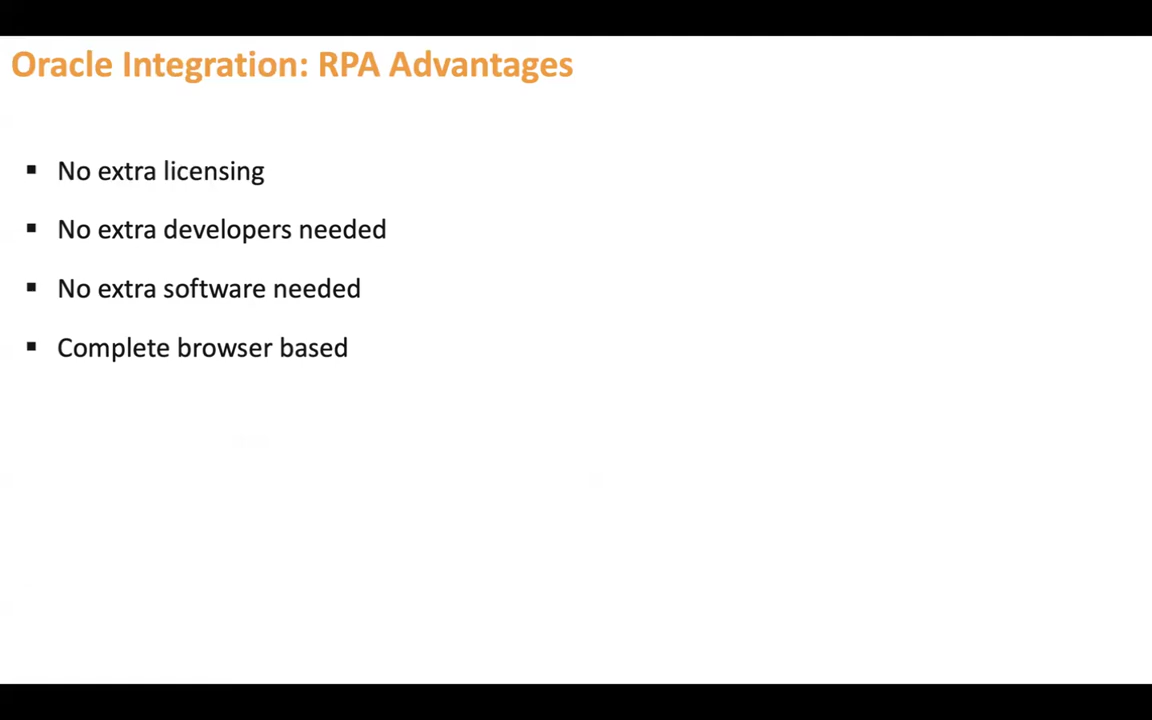 Oracle Integration: RPA Advantages
▪ No extra licensing
▪ No extra developers needed
▪ No extra software needed
▪ Complete browser based